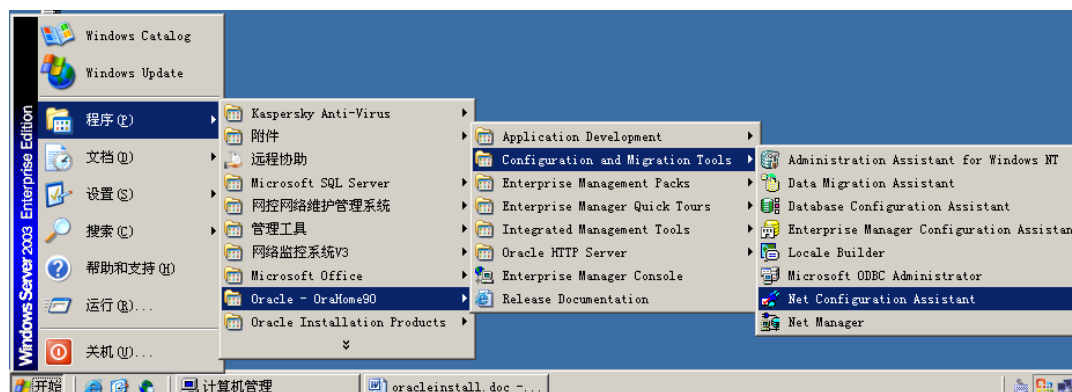 Windows Catalog
Windows Update
程序(P)
文档(D)
设置(S)
搜索(C)
帮助和支持(H)
运行(R)...
关机(U)...
Windows Server 2003 Enterprise Edition
Kaspersky Anti-Virus
附件
远程协助
Microsoft SQL Server
网控网络维护管理系统
管理工具
网络监控系统V3
Microsoft Office
Oracle - OraHome90
Oracle Installation Products
Application Development
Configuration and Migration Tools
Enterprise Management Packs
Enterprise Manager Quick Tours
Integrated Management Tools
Oracle HTTP Server
Enterprise Manager Console
Release Documentation
Administration Assistant for Windows NT
Data Migration Assistant
Database Configuration Assistant
Enterprise Manager Configuration Assistan
Locale Builder
Microsoft ODBC Administrator
Net Configuration Assistant
Net Manager
开始
计算机管理
oracleinstall.doc -...